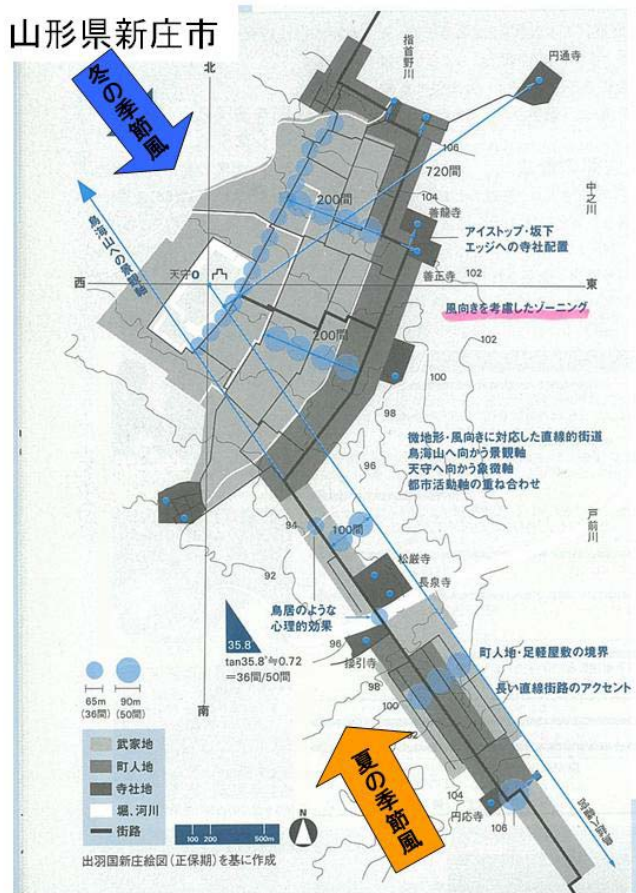 山形県新庄市
冬の季節風
北
指首野川
円通寺
106
720間
中之川
104
200間
善龍寺
アイストップ・坂下
エッジへの寺社配置
鳥海山への景観軸
天守
善正寺
102
西
東
風向きを考慮したゾーニング
102
200間
100
98
微地形・風向きに対応した直線的街道
鳥海山へ向かう景観軸
天守へ向かう象徴軸
都市活動軸の重ね合わせ
96
戸前川
94
100間
92
松巌寺
長泉寺
鳥居のような
心理的効果
35.8
tan35.8°≒0.72
=36間/50間
96
接引寺
町人地・足軽屋敷の境界
98
長い直線街路のアクセント
100
65m
(36間)
90m
(50間)
南
夏の季節風
武家地
町人地
寺社地
堀、河川
街路
104
円応寺
106
100
200
500m
N
出羽国新庄絵図(正保期)を基に作成